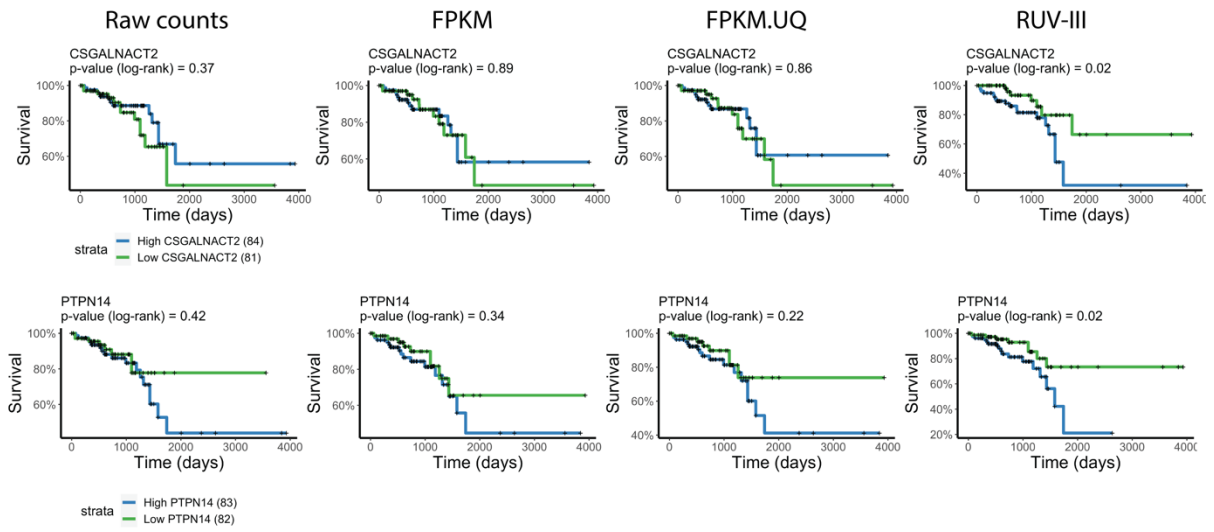 Raw counts
FPKM
FPKM.UQ
RUV-III
CSGALNACT2
p-value (log-rank) = 0.37
100%
80%
60%
Survival
0
1000
2000
3000
4000
Time (days)
CSGALNACT2
p-value (log-rank) = 0.89
100%
80%
60%
Survival
0
1000
2000
3000
4000
Time (days)
CSGALNACT2
p-value (log-rank) = 0.86
100%
80%
60%
Survival
0
1000
2000
3000
4000
Time (days)
CSGALNACT2
p-value (log-rank) = 0.02
100%
80%
60%
40%
Survival
0
1000
2000
3000
4000
Time (days)
strata
High CSGALNACT2 (84)
Low CSGALNACT2 (81)
PTPN14
p-value (log-rank) = 0.42
100%
80%
60%
Survival
0
1000
2000
3000
4000
Time (days)
PTPN14
p-value (log-rank) = 0.34
100%
80%
60%
Survival
0
1000
2000
3000
4000
Time (days)
PTPN14
p-value (log-rank) = 0.22
100%
80%
60%
40%
Survival
0
1000
2000
3000
4000
Time (days)
PTPN14
p-value (log-rank) = 0.02
100%
80%
60%
40%
20%
Survival
0
1000
2000
3000
4000
Time (days)
strata
High PTPN14 (83)
Low PTPN14 (82)